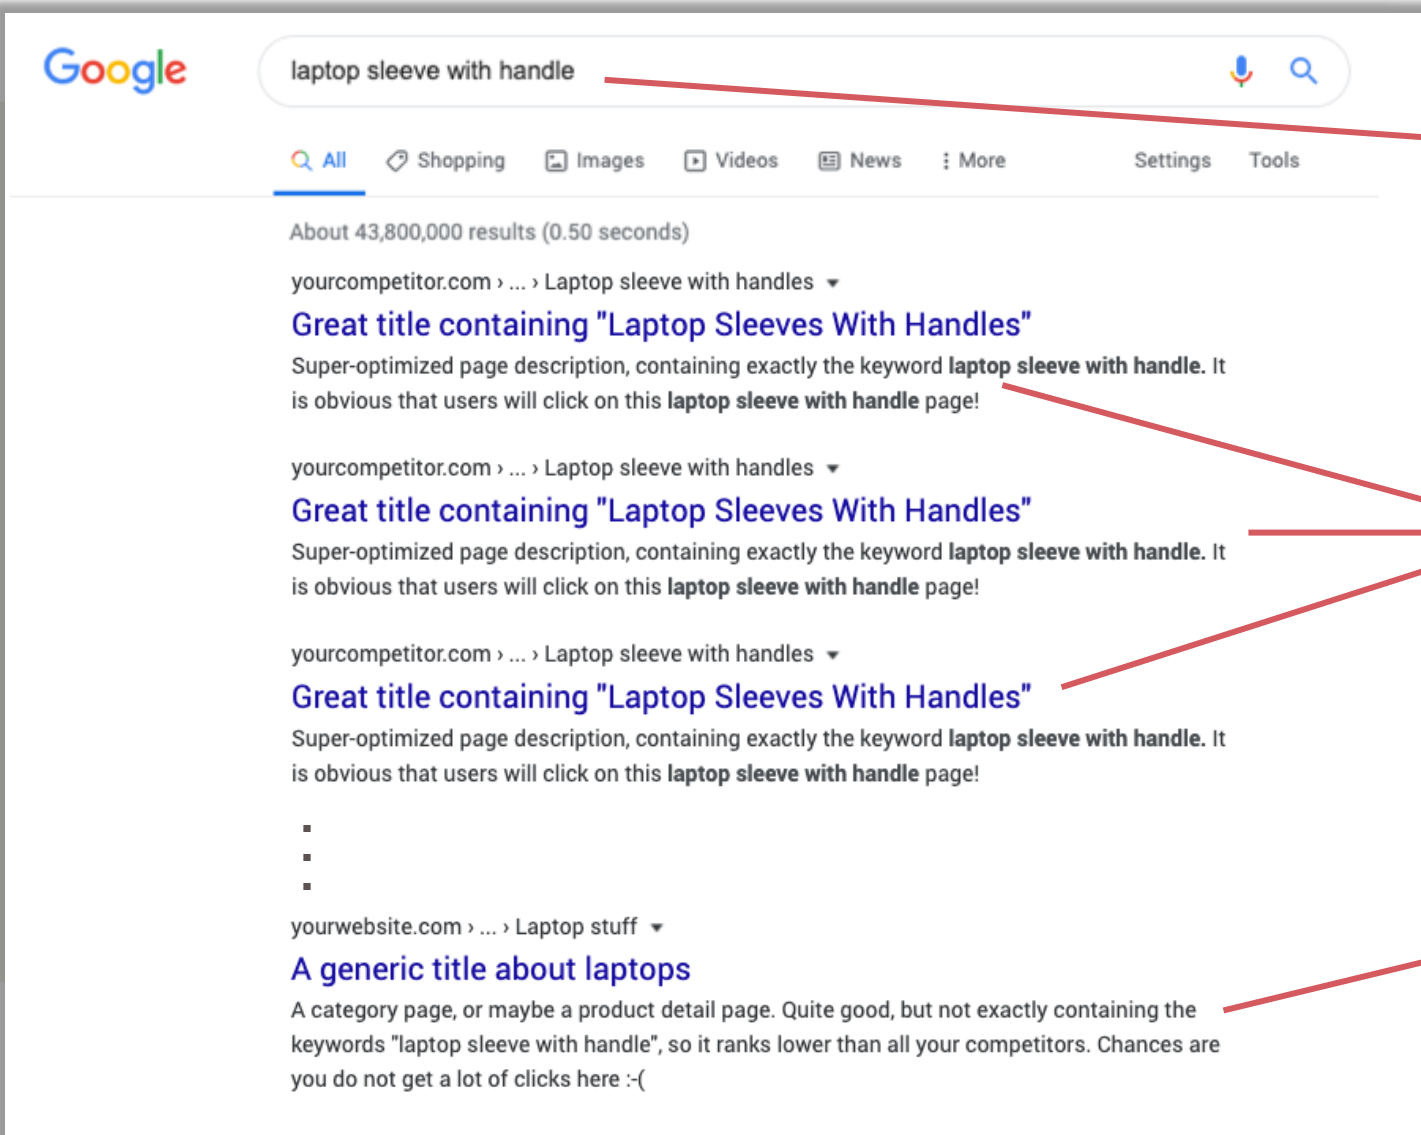 Google
laptop sleeve with handle
All Shopping Images Videos News More Settings Tools
About 43,800,000 results (0.50 seconds)
yourcompetitor.com › ... › Laptop sleeve with handles
Great title containing "Laptop Sleeves With Handles"
Super-optimized page description, containing exactly the keyword laptop sleeve with handle. It
is obvious that users will click on this laptop sleeve with handle page!
yourcompetitor.com › ... › Laptop sleeve with handles
Great title containing "Laptop Sleeves With Handles"
Super-optimized page description, containing exactly the keyword laptop sleeve with handle. It
is obvious that users will click on this laptop sleeve with handle page!
yourcompetitor.com › ... › Laptop sleeve with handles
Great title containing "Laptop Sleeves With Handles"
Super-optimized page description, containing exactly the keyword laptop sleeve with handle. It
is obvious that users will click on this laptop sleeve with handle page!
yourwebsite.com › ... › Laptop stuff
A generic title about laptops
A category page, or maybe a product detail page. Quite good, but not exactly containing the
keywords "laptop sleeve with handle", so it ranks lower than all your competitors. Chances are
you do not get a lot of clicks here :-(